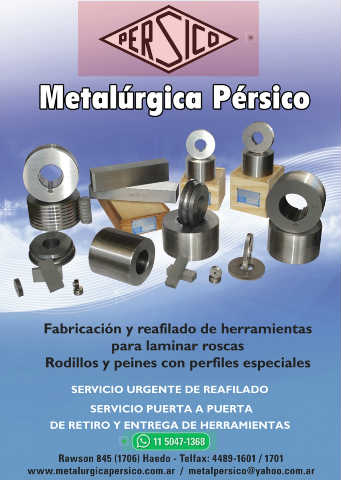 PERSICO
Metalúrgica Pérsico
Fabricación y reafilado de herramientas
para laminar roscas
Rodillos y peines con perfiles especiales
SERVICIO URGENTE DE REAFILADO
SERVICIO PUERTA A PUERTA
DE RETIRO Y ENTREGA DE HERRAMIENTAS
11 5047-1368
Rawson 845 (1706) Haedo - Telfax: 4489-1601 / 1701
www.metalurgicapersico.com.ar / metalpersico@yahoo.com.ar